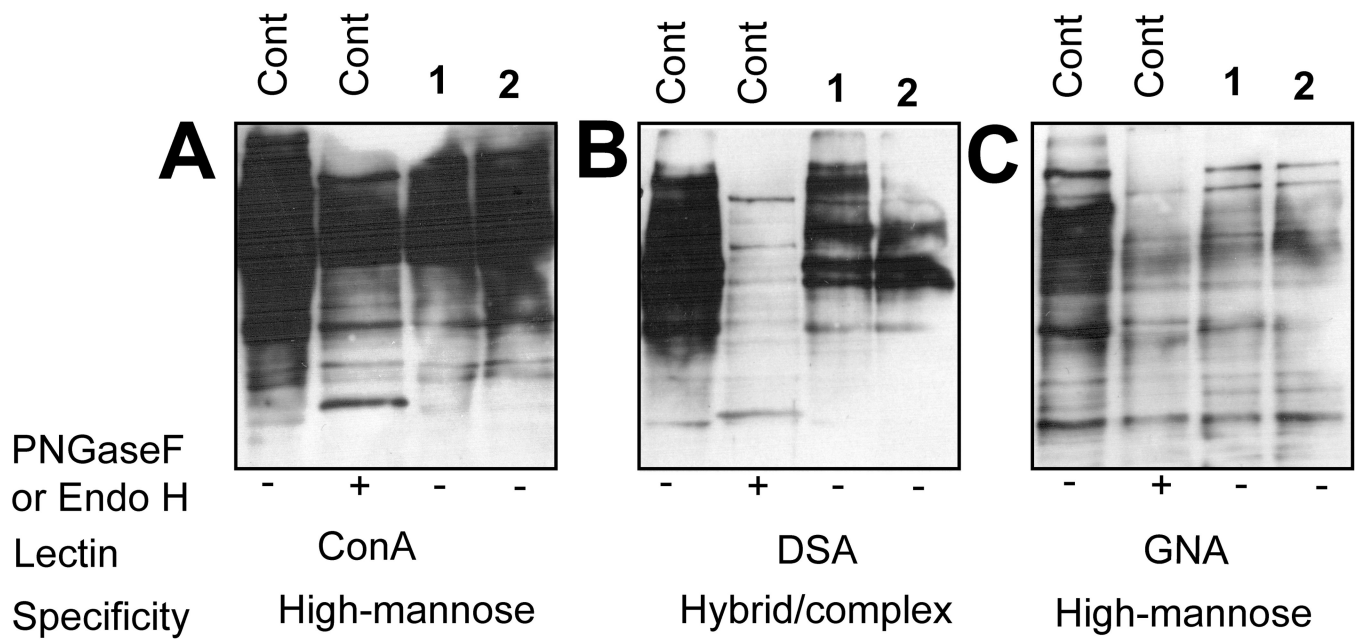 Cont Cont 1 2 Cont Cont 1 2 Cont Cont 1 2
A B C
PNGaseF
or Endo H - + - - - + - - - + - -
Lectin ConA DSA GNA
Specificity High-mannose Hybrid/complex High-mannose